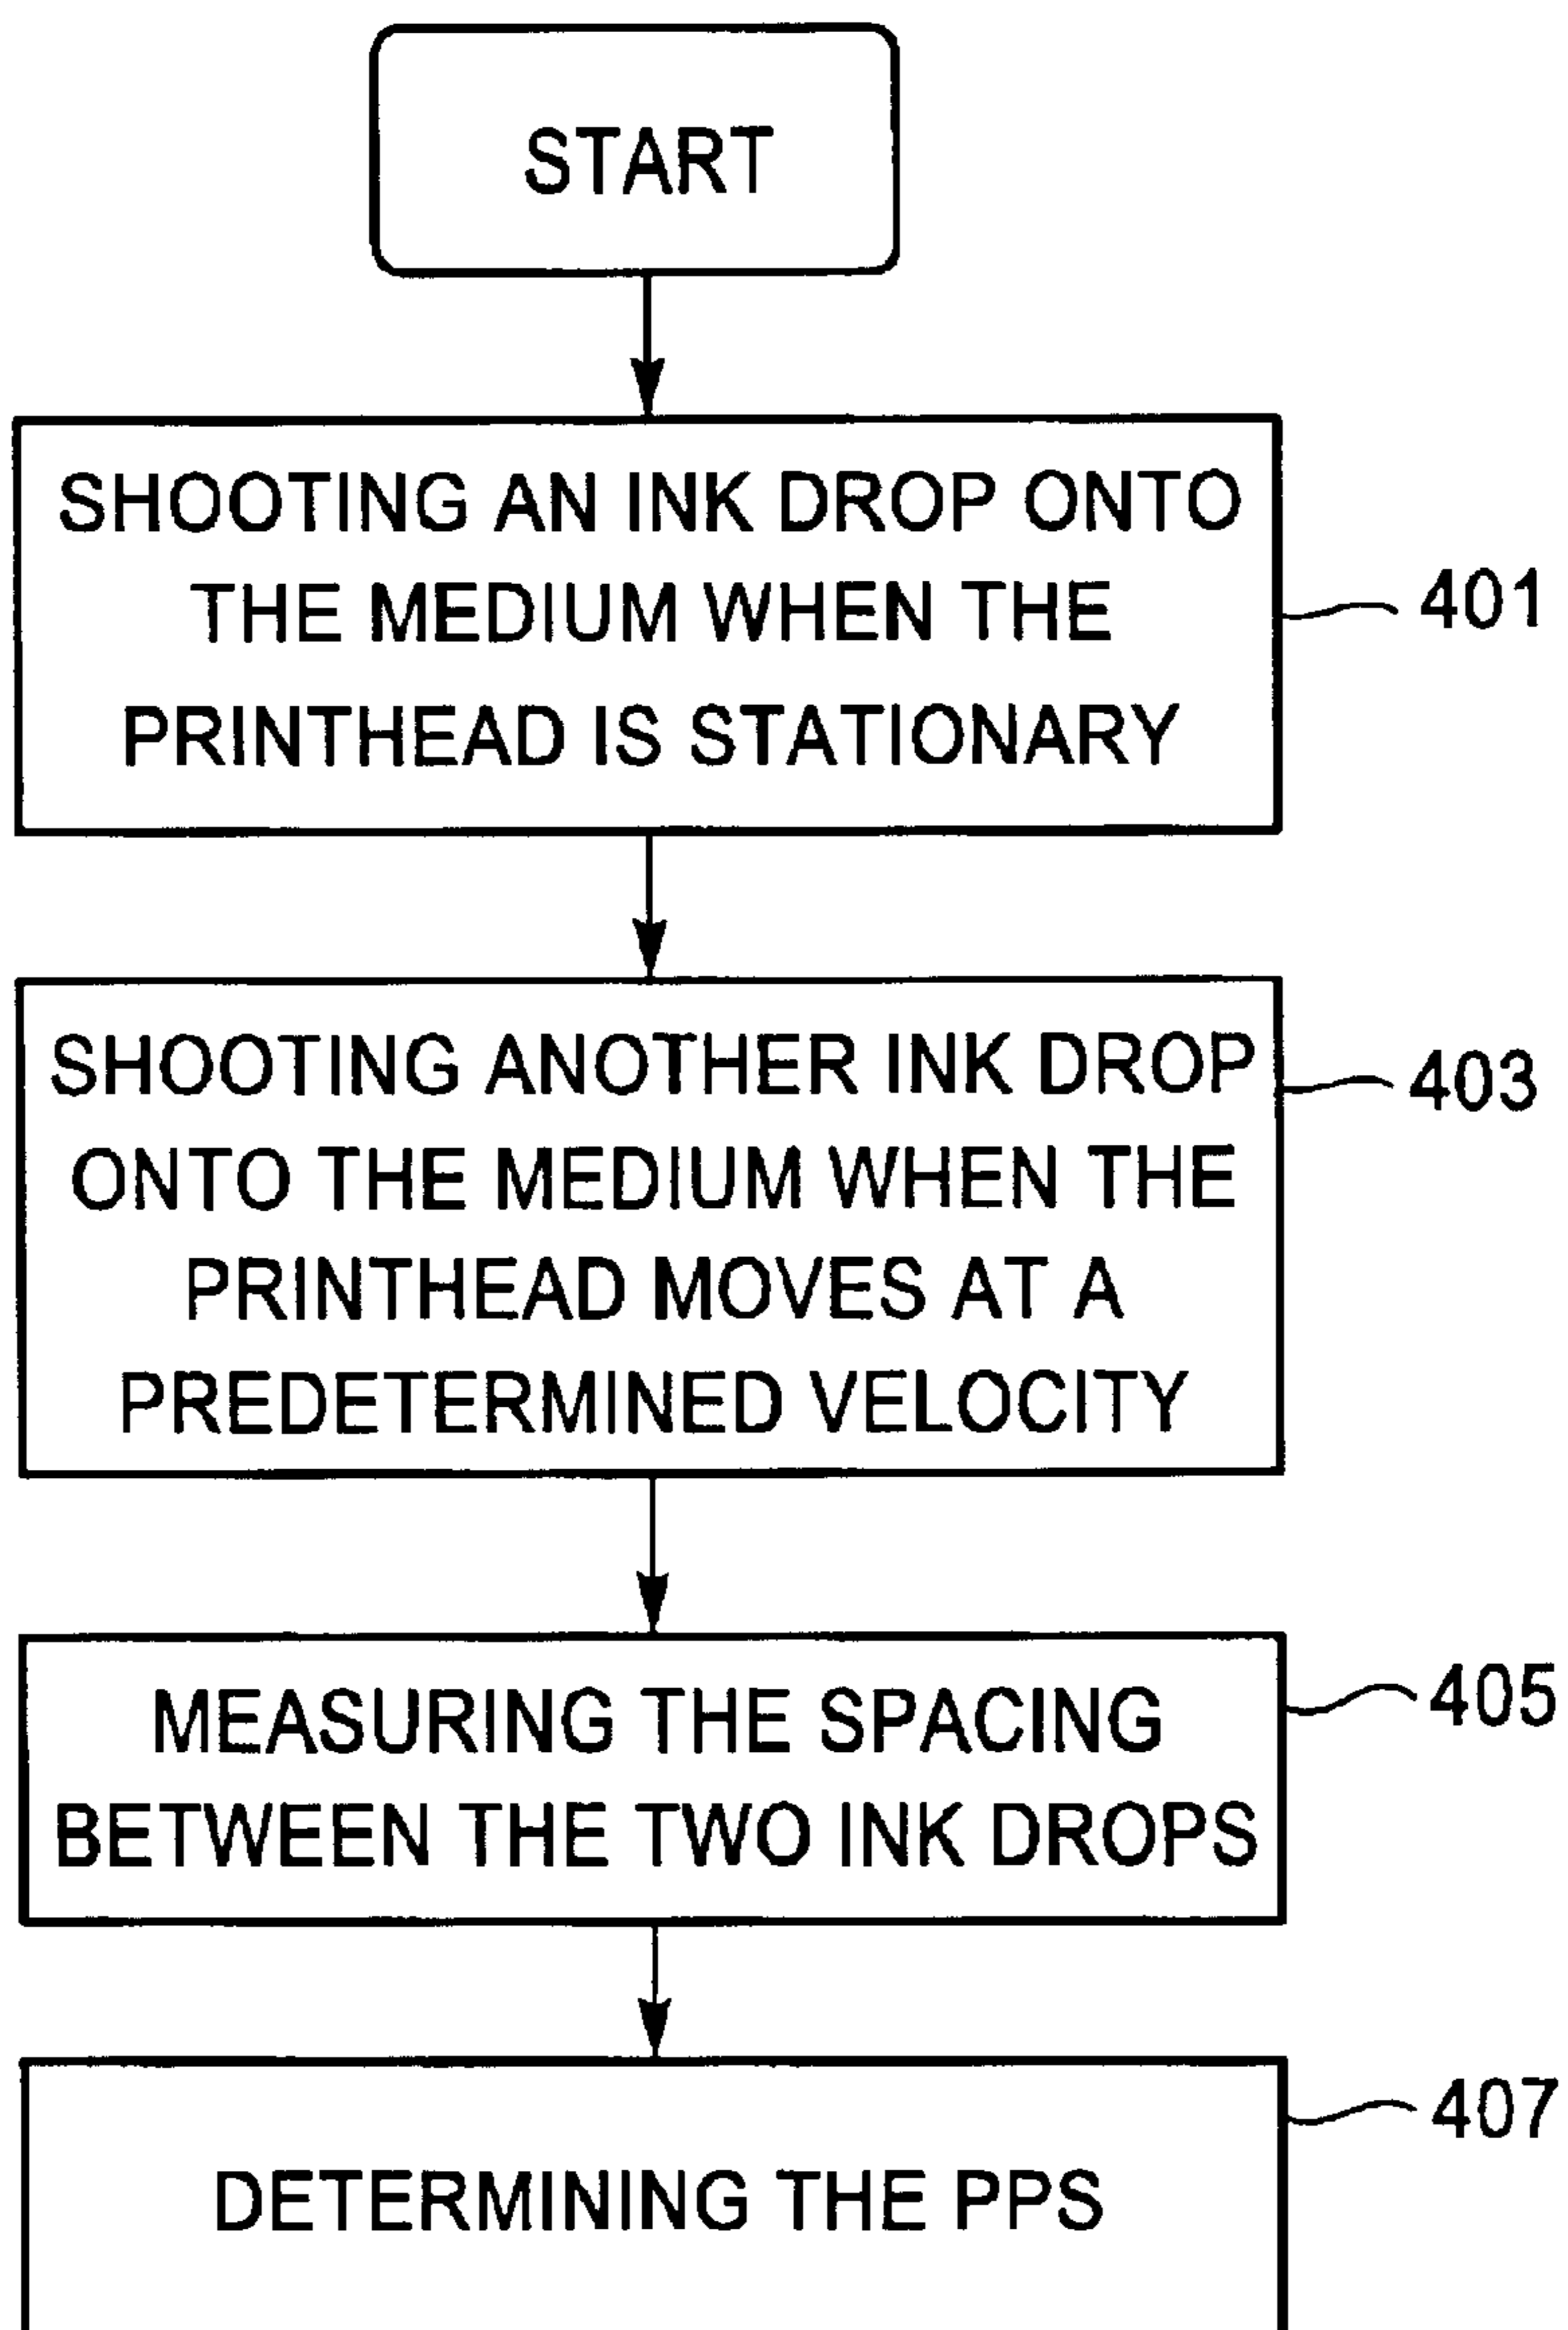 START
SHOOTING AN INK DROP ONTO
THE MEDIUM WHEN THE
PRINTHEAD IS STATIONARY
401
SHOOTING ANOTHER INK DROP
ONTO THE MEDIUM WHEN THE
PRINTHEAD MOVES AT A
PREDETERMINED VELOCITY
403
MEASURING THE SPACING
BETWEEN THE TWO INK DROPS
405
DETERMINING THE PPS
407